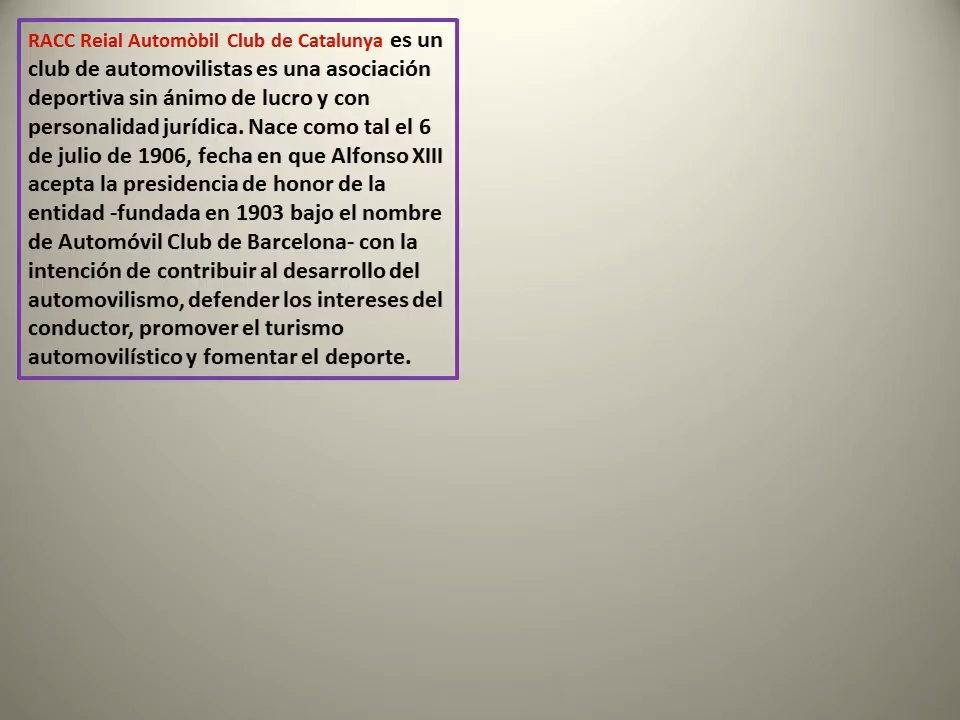 RACC Reial Automòbil Club de Catalunya es un
club de automovilistas es una asociación
deportiva sin ánimo de lucro y con
personalidad jurídica. Nace como tal el 6
de julio de 1906, fecha en que Alfonso XIII
acepta la presidencia de honor de la
entidad -fundada en 1903 bajo el nombre
de Automóvil Club de Barcelona- con la
intención de contribuir al desarrollo del
automovilismo, defender los intereses del
conductor, promover el turismo
automovilístico y fomentar el deporte.